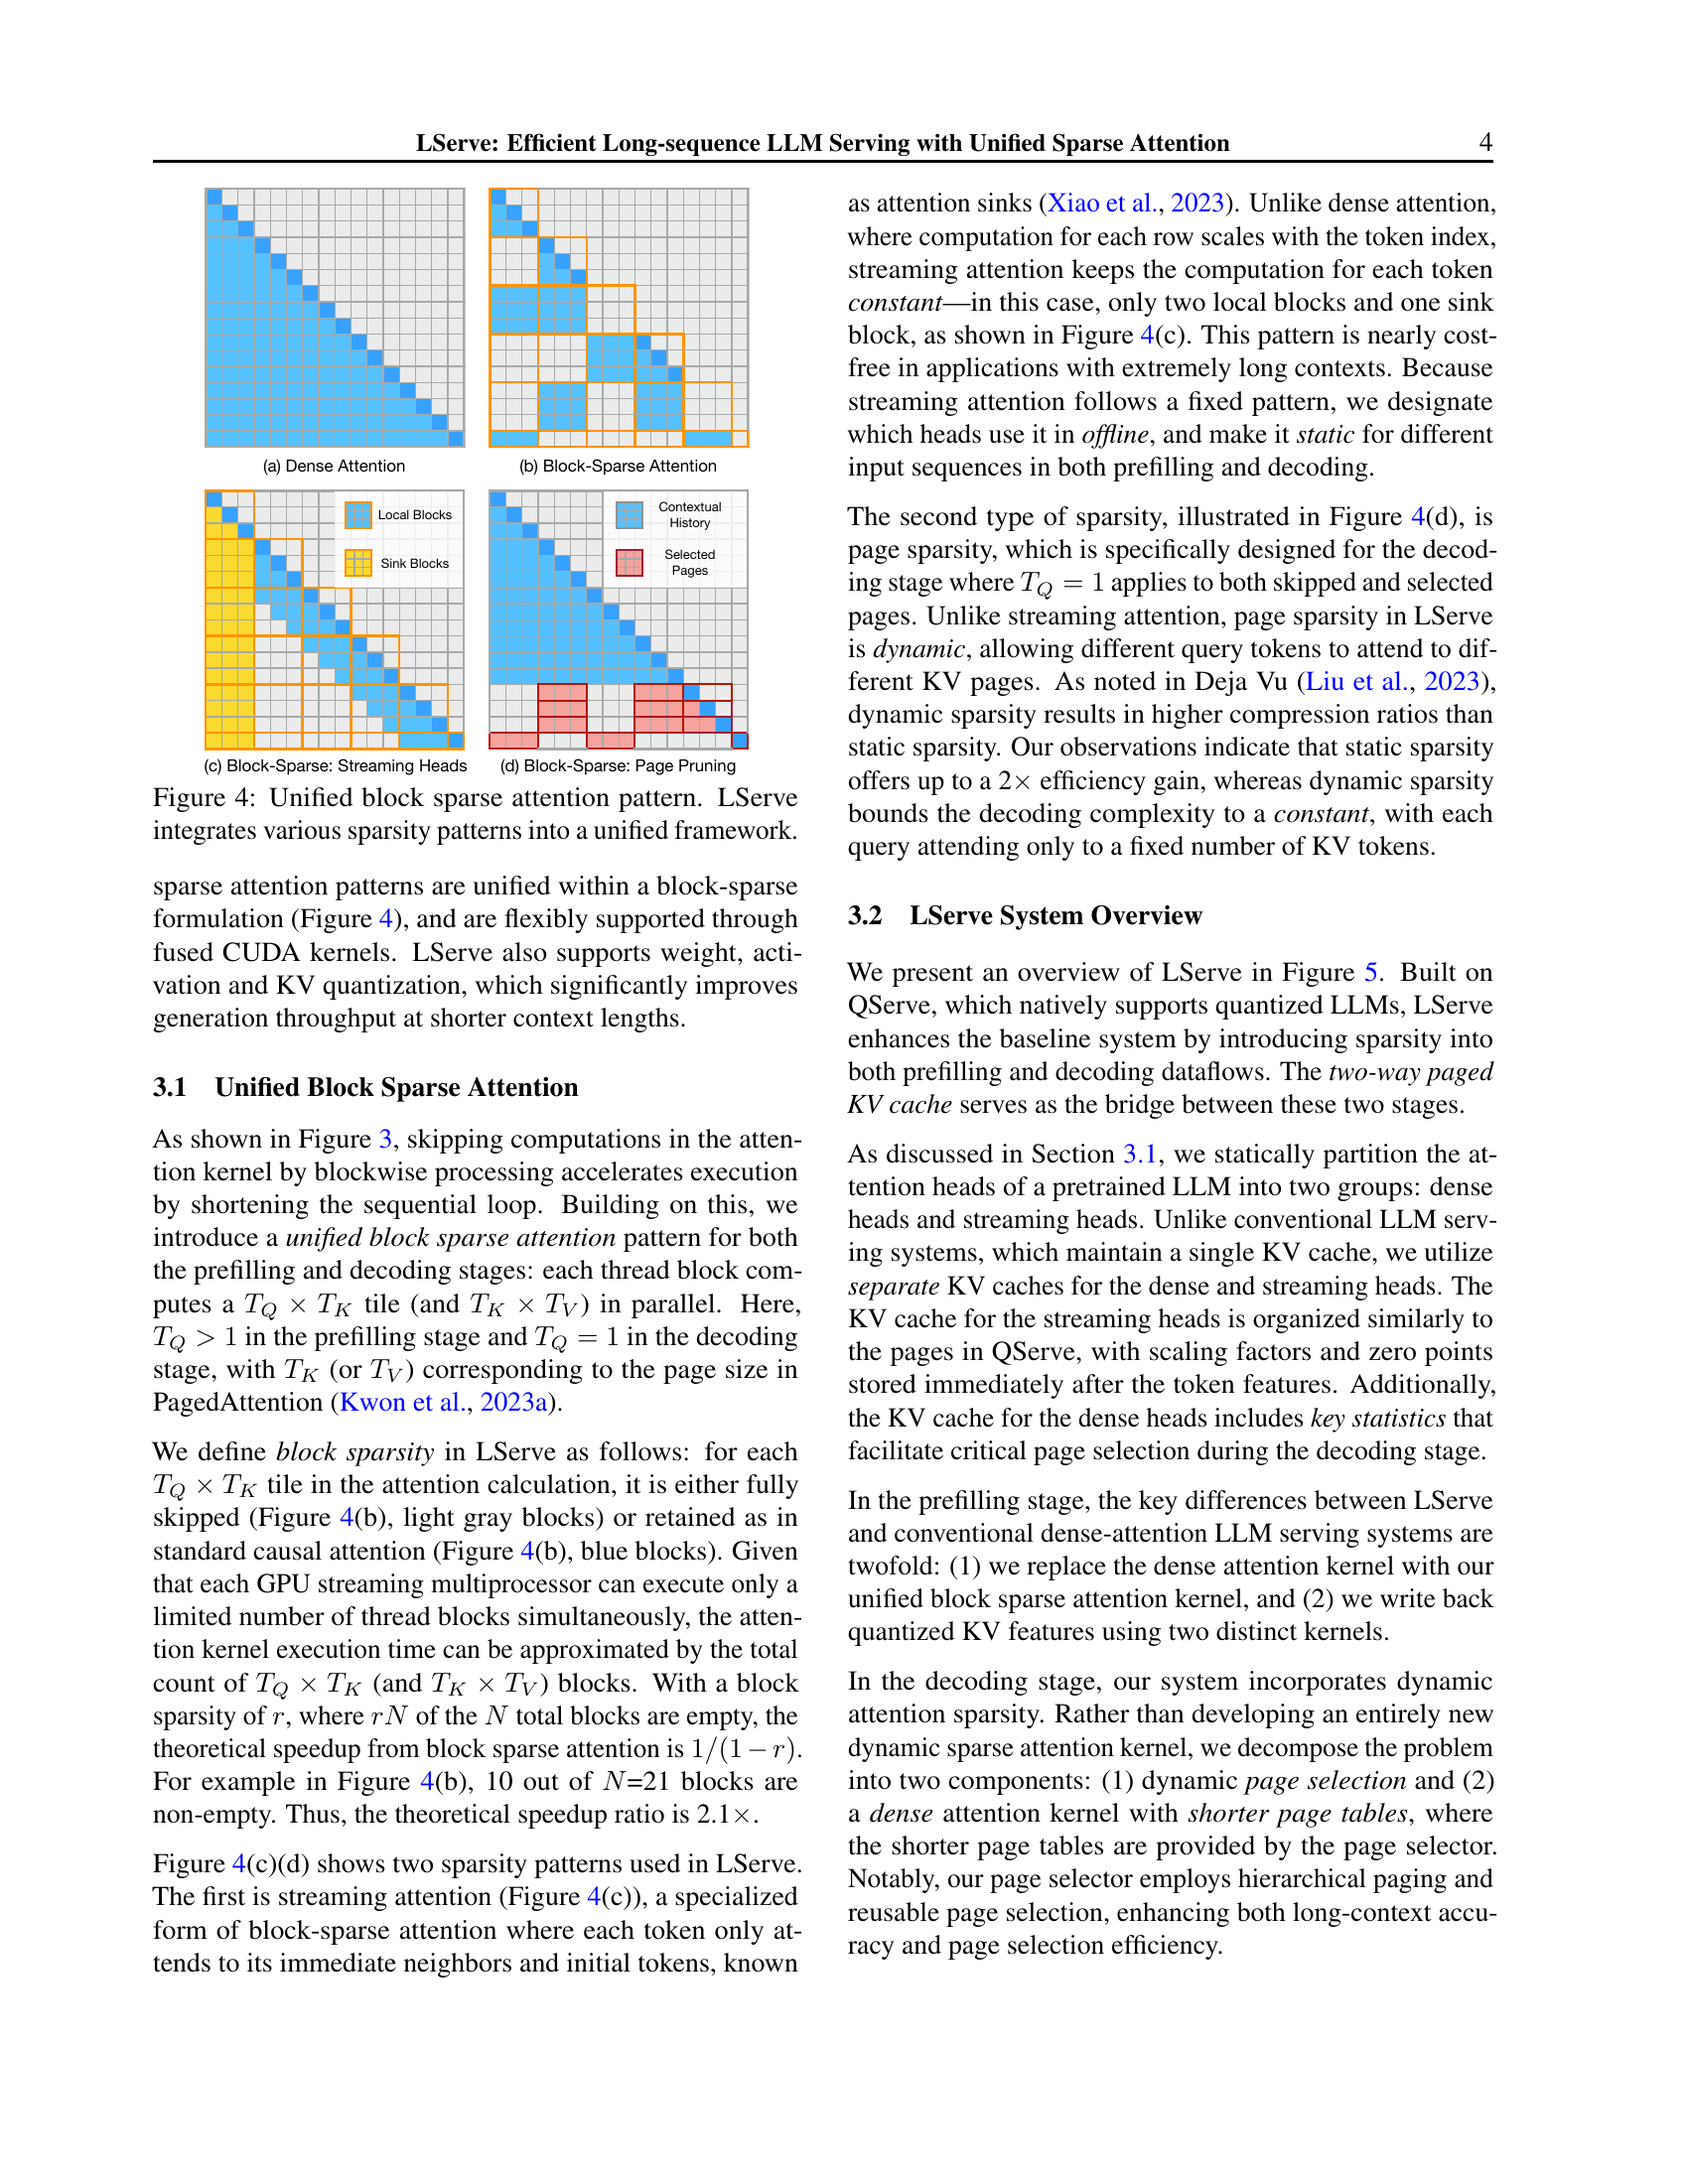 LServe: Efficient Long-sequence LLM Serving with Unified Sparse Attention
4
(a) Dense Attention
(b) Block-Sparse Attention
Local Blocks
Sink Blocks
Contextual
History
Selected
Pages
(c) Block-Sparse: Streaming Heads
(d) Block-Sparse: Page Pruning
Figure 4: Unified block sparse attention pattern. LServe
integrates various sparsity patterns into a unified framework.
sparse attention patterns are unified within a block-sparse
formulation (Figure 4), and are flexibly supported through
fused CUDA kernels. LServe also supports weight, acti-
vation and KV quantization, which significantly improves
generation throughput at shorter context lengths.
3.1 Unified Block Sparse Attention
As shown in Figure 3, skipping computations in the atten-
tion kernel by blockwise processing accelerates execution
by shortening the sequential loop. Building on this, we
introduce a unified block sparse attention pattern for both
the prefilling and decoding stages: each thread block com-
putes a T_Q × T_K tile (and T_K × T_V) in parallel. Here,
T_Q > 1 in the prefilling stage and T_Q = 1 in the decoding
stage, with T_K (or T_V) corresponding to the page size in
PagedAttention (Kwon et al., 2023a).
We define block sparsity in LServe as follows: for each
T_Q × T_K tile in the attention calculation, it is either fully
skipped (Figure 4(b), light gray blocks) or retained as in
standard causal attention (Figure 4(b), blue blocks). Given
that each GPU streaming multiprocessor can execute only a
limited number of thread blocks simultaneously, the atten-
tion kernel execution time can be approximated by the total
count of T_Q × T_K (and T_K × T_V) blocks. With a block
sparsity of r, where rN of the N total blocks are empty, the
theoretical speedup from block sparse attention is 1/(1 − r).
For example in Figure 4(b), 10 out of N=21 blocks are
non-empty. Thus, the theoretical speedup ratio is 2.1×.
Figure 4(c)(d) shows two sparsity patterns used in LServe.
The first is streaming attention (Figure 4(c)), a specialized
form of block-sparse attention where each token only at-
tends to its immediate neighbors and initial tokens, known
as attention sinks (Xiao et al., 2023). Unlike dense attention,
where computation for each row scales with the token index,
streaming attention keeps the computation for each token
constant—in this case, only two local blocks and one sink
block, as shown in Figure 4(c). This pattern is nearly cost-
free in applications with extremely long contexts. Because
streaming attention follows a fixed pattern, we designate
which heads use it in offline, and make it static for different
input sequences in both prefilling and decoding.
The second type of sparsity, illustrated in Figure 4(d), is
page sparsity, which is specifically designed for the decod-
ing stage where T_Q = 1 applies to both skipped and selected
pages. Unlike streaming attention, page sparsity in LServe
is dynamic, allowing different query tokens to attend to dif-
ferent KV pages. As noted in Deja Vu (Liu et al., 2023),
dynamic sparsity results in higher compression ratios than
static sparsity. Our observations indicate that static sparsity
offers up to a 2× efficiency gain, whereas dynamic sparsity
bounds the decoding complexity to a constant, with each
query attending only to a fixed number of KV tokens.
3.2 LServe System Overview
We present an overview of LServe in Figure 5. Built on
QServe, which natively supports quantized LLMs, LServe
enhances the baseline system by introducing sparsity into
both prefilling and decoding dataflows. The two-way paged
KV cache serves as the bridge between these two stages.
As discussed in Section 3.1, we statically partition the at-
tention heads of a pretrained LLM into two groups: dense
heads and streaming heads. Unlike conventional LLM serv-
ing systems, which maintain a single KV cache, we utilize
separate KV caches for the dense and streaming heads. The
KV cache for the streaming heads is organized similarly to
the pages in QServe, with scaling factors and zero points
stored immediately after the token features. Additionally,
the KV cache for the dense heads includes key statistics that
facilitate critical page selection during the decoding stage.
In the prefilling stage, the key differences between LServe
and conventional dense-attention LLM serving systems are
twofold: (1) we replace the dense attention kernel with our
unified block sparse attention kernel, and (2) we write back
quantized KV features using two distinct kernels.
In the decoding stage, our system incorporates dynamic
attention sparsity. Rather than developing an entirely new
dynamic sparse attention kernel, we decompose the problem
into two components: (1) dynamic page selection and (2)
a dense attention kernel with shorter page tables, where
the shorter page tables are provided by the page selector.
Notably, our page selector employs hierarchical paging and
reusable page selection, enhancing both long-context accu-
racy and page selection efficiency.